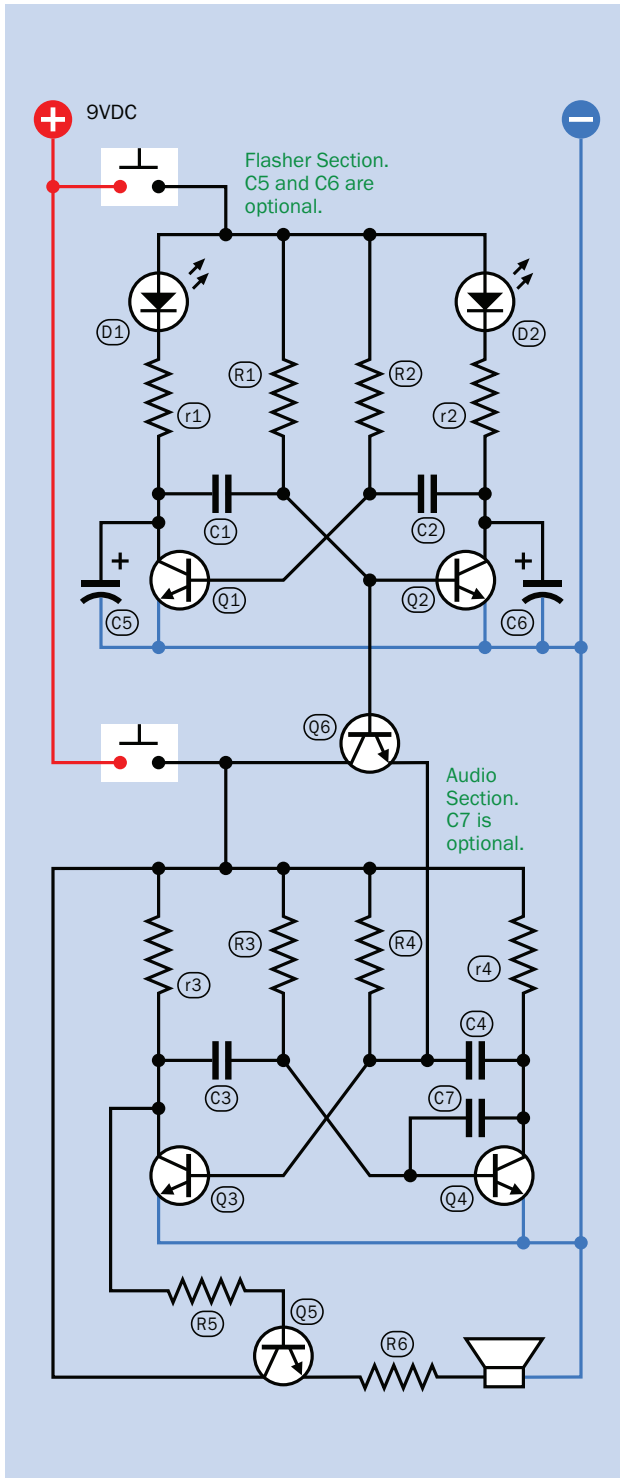 9VDC
Flasher Section.
C5 and C6 are
optional.
D1
D2
R1
R2
r1
r2
C1
C2
+
+
Q1
Q2
C5
C6
Q6
Audio
Section.
C7 is
optional.
R3
R4
r3
r4
C4
C3
C7
Q3
Q4
R5
Q5
R6